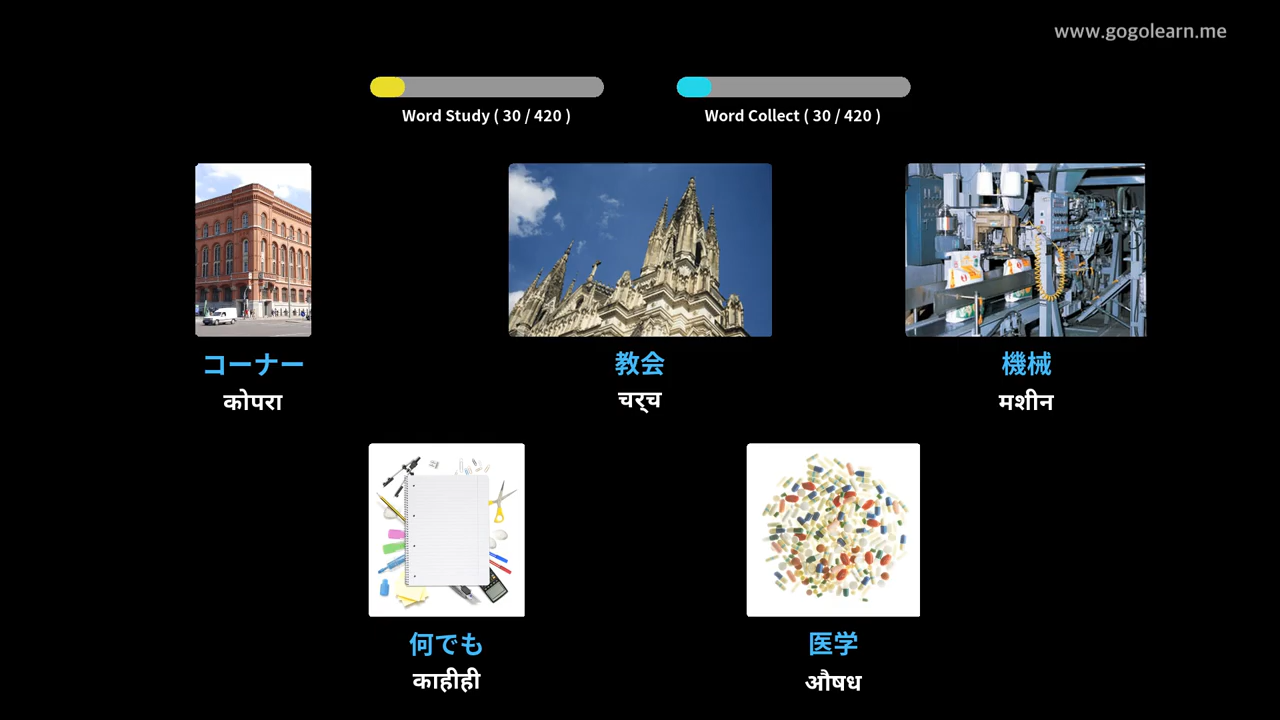 www.gogolearn.me
Word Study ( 30 / 420 )
Word Collect ( 30 / 420 )
コーナー
कोपरा
教会
चर्च
機械
मशीन
何でも
काहीही
医学
औषध